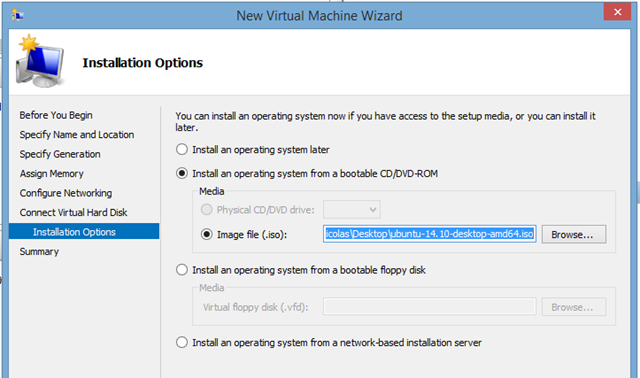 New Virtual Machine Wizard
Installation Options
Before You Begin
Specify Name and Location
Specify Generation
Assign Memory
Configure Networking
Connect Virtual Hard Disk
Installation Options
Summary
You can install an operating system now if you have access to the setup media, or you can install it
later.
Install an operating system later
Install an operating system from a bootable CD/DVD-ROM
Media
Physical CD/DVD drive:
Image file (.iso):
icolas\Desktop\ubuntu-14.10-desktop-amd64.iso
Browse...
Install an operating system from a bootable floppy disk
Media
Virtual floppy disk (.vfd):
Browse...
Install an operating system from a network-based installation server